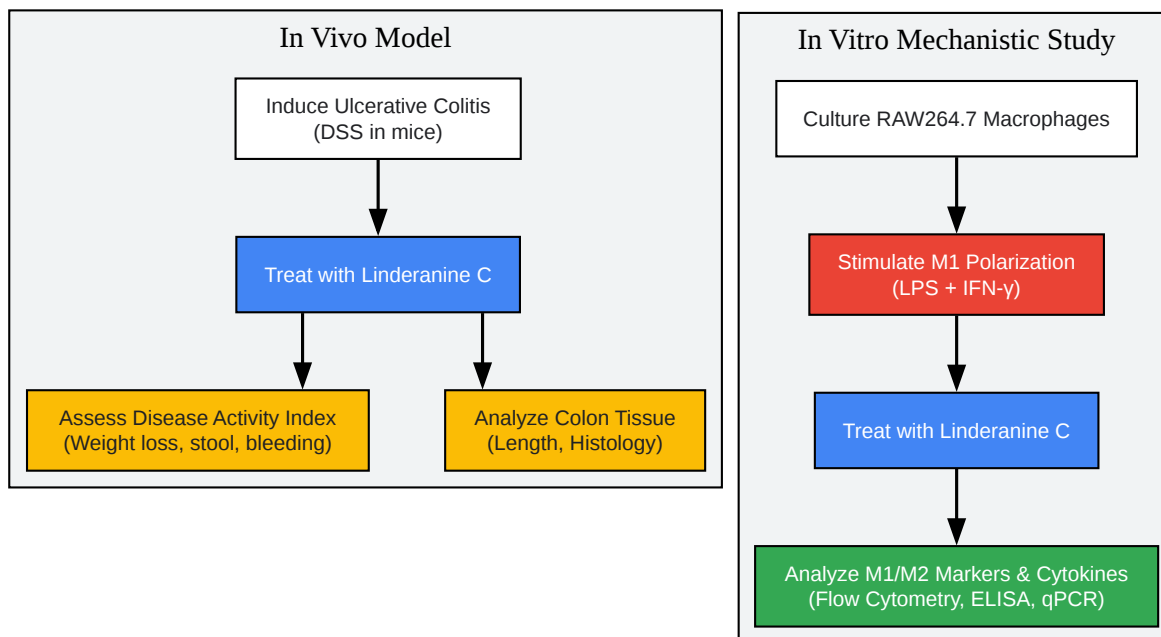 In Vivo Model
Induce Ulcerative Colitis
(DSS in mice)
Treat with Linderanine C
Assess Disease Activity Index
(Weight loss, stool, bleeding)
Analyze Colon Tissue
(Length, Histology)
In Vitro Mechanistic Study
Culture RAW264.7 Macrophages
Stimulate M1 Polarization
(LPS + IFN-γ)
Treat with Linderanine C
Analyze M1/M2 Markers & Cytokines
(Flow Cytometry, ELISA, qPCR)